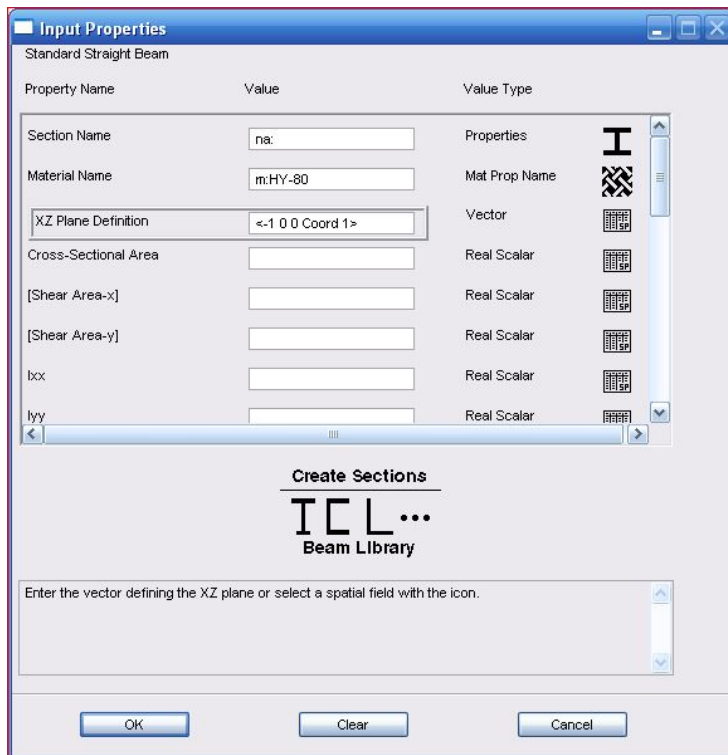 Input Properties
Standard Straight Beam
Property Name Value Value Type
Section Name na: Properties
Material Name m:HY-80 Mat Prop Name
XZ Plane Definition <-1 0 0 Coord 1> Vector
Cross-Sectional Area Real Scalar
[Shear Area-x] Real Scalar
[Shear Area-y] Real Scalar
Ixx Real Scalar
Iyy Real Scalar
Create Sections
Beam Library
Enter the vector defining the XZ plane or select a spatial field with the icon.
OK Clear Cancel